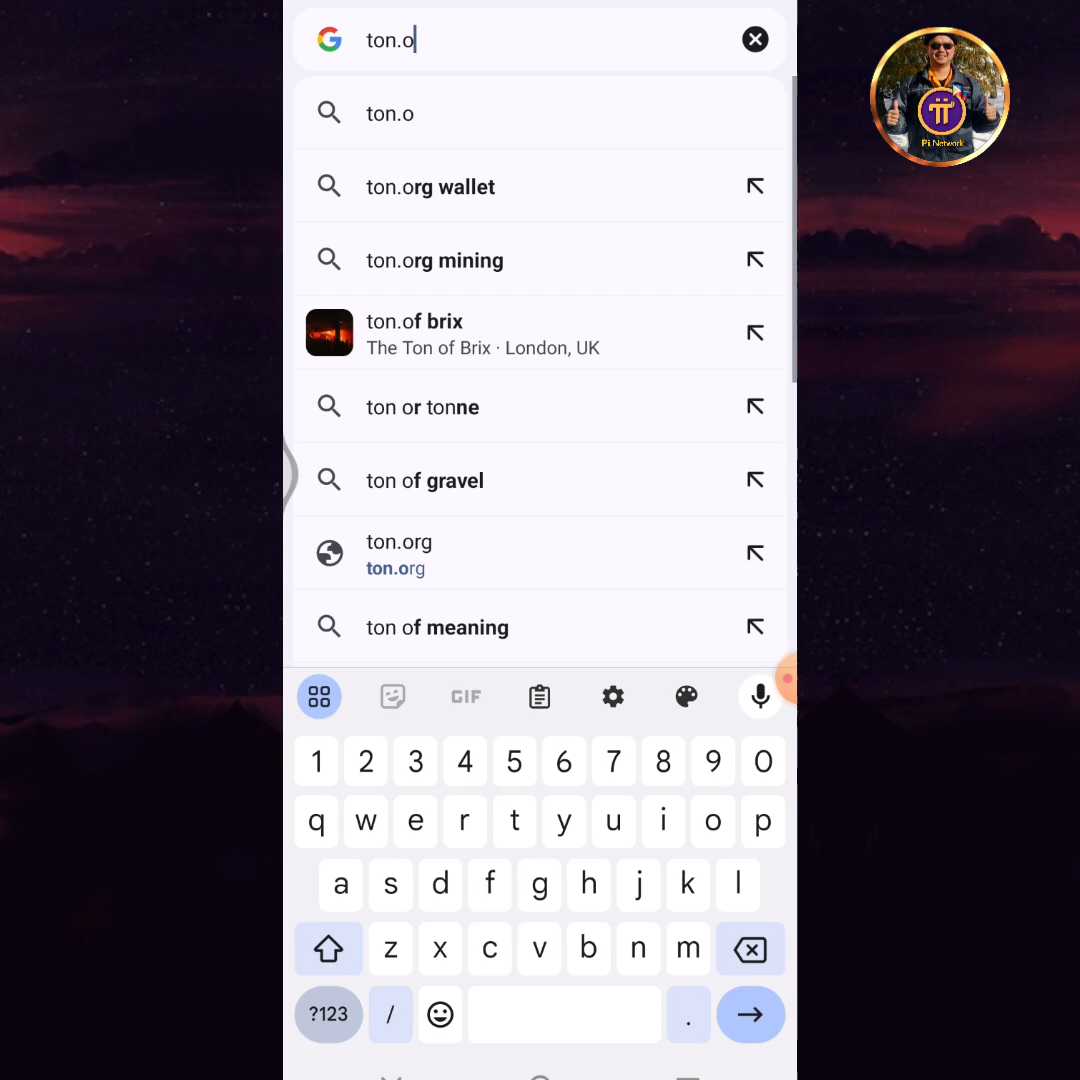 ton.o
ton.o
ton.org wallet
ton.org mining
ton.of brix
The Ton of Brix · London, UK
ton or tonne
ton of gravel
ton.org
ton.org
ton of meaning
GIF
1 2 3 4 5 6 7 8 9 0
q w e r t y u i o p
a s d f g h j k l
z x c v b n m
?123 / .
Pi Network